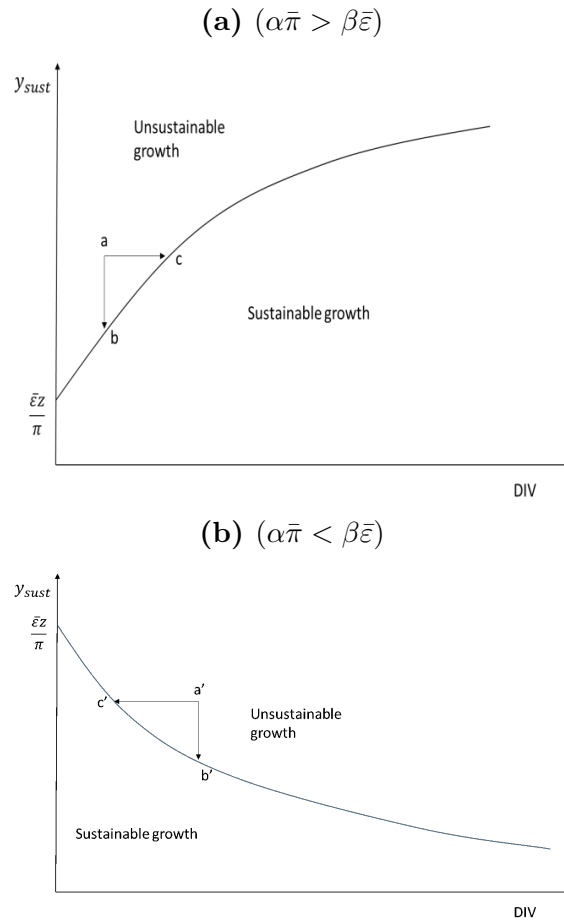 (a) (απ̄ > βε̄)
y_sust
Unsustainable
growth
a
c
Sustainable growth
b
ε̄z
π
DIV
(b) (απ̄ < βε̄)
y_sust
ε̄z
π
a′
c′
Unsustainable
growth
b′
Sustainable growth
DIV